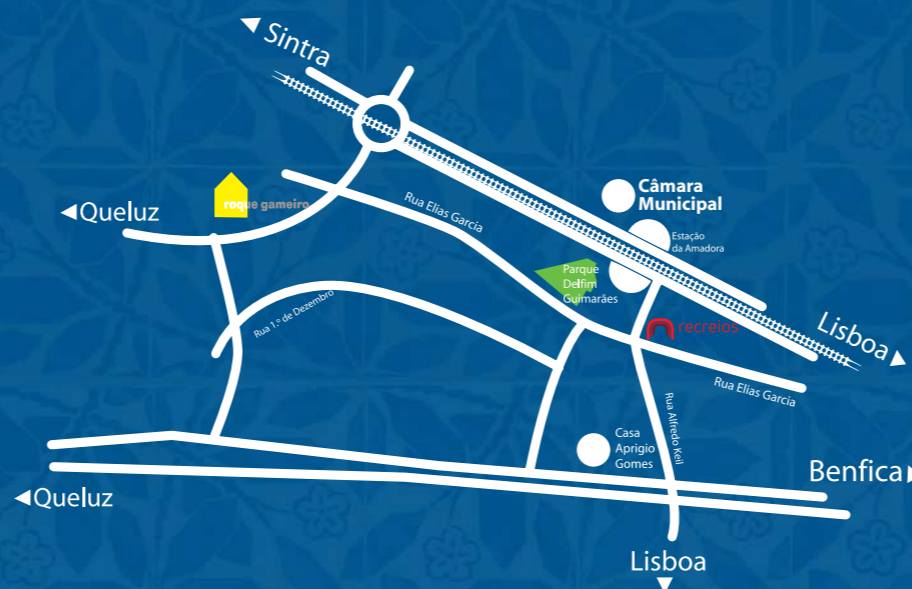 Sintra
Câmara
Municipal
Queluz
roque gameiro
Rua Elias Garcia
Estação
da Amadora
Parque
Delfim
Guimarães
Rua 1.º de Dezembro
recreios
Lisboa
Rua Elias Garcia
Rua Alfredo Keil
Casa
Aprigio
Gomes
Benfica
Queluz
Lisboa